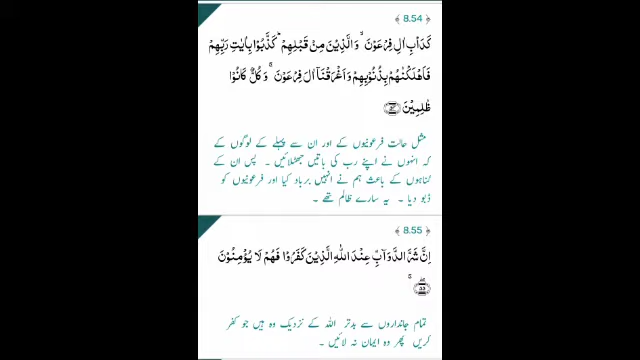 ﴾ 8.54 ﴿
كَدَاْبِ اٰلِ فِرْعَوْنَ ۙ وَالَّذِيْنَ مِنْ قَبْلِهِمْ ۭ كَذَّبُوْا بِاٰيٰتِ رَبِّهِمْ
فَاَهْلَكْنٰهُمْ بِذُنُوْبِهِمْ وَاَغْرَقْنَآ اٰلَ فِرْعَوْنَ ۚ وَكُلٌّ كَانُوْا
ظٰلِمِيْنَ
مثل حالت فرعونیوں کے اور ان سے پہلے کے لوگوں کے
کہ انہوں نے اپنے رب کی باتیں جھٹلائیں ۔ پس ان کے
گناہوں کے باعث ہم نے انہیں برباد کیا اور فرعونیوں کو
ڈبو دیا ۔ یہ سارے ظالم تھے ۔
﴾ 8.55 ﴿
اِنَّ شَرَّ الدَّوَاۗبِّ عِنْدَ اللّٰهِ الَّذِيْنَ كَفَرُوْا فَهُمْ لَا يُؤْمِنُوْنَ
ۚ
تمام جانداروں سے بدتر اللہ کے نزدیک وہ ہیں جو کفر
کریں پھر وہ ایمان نہ لائیں ۔